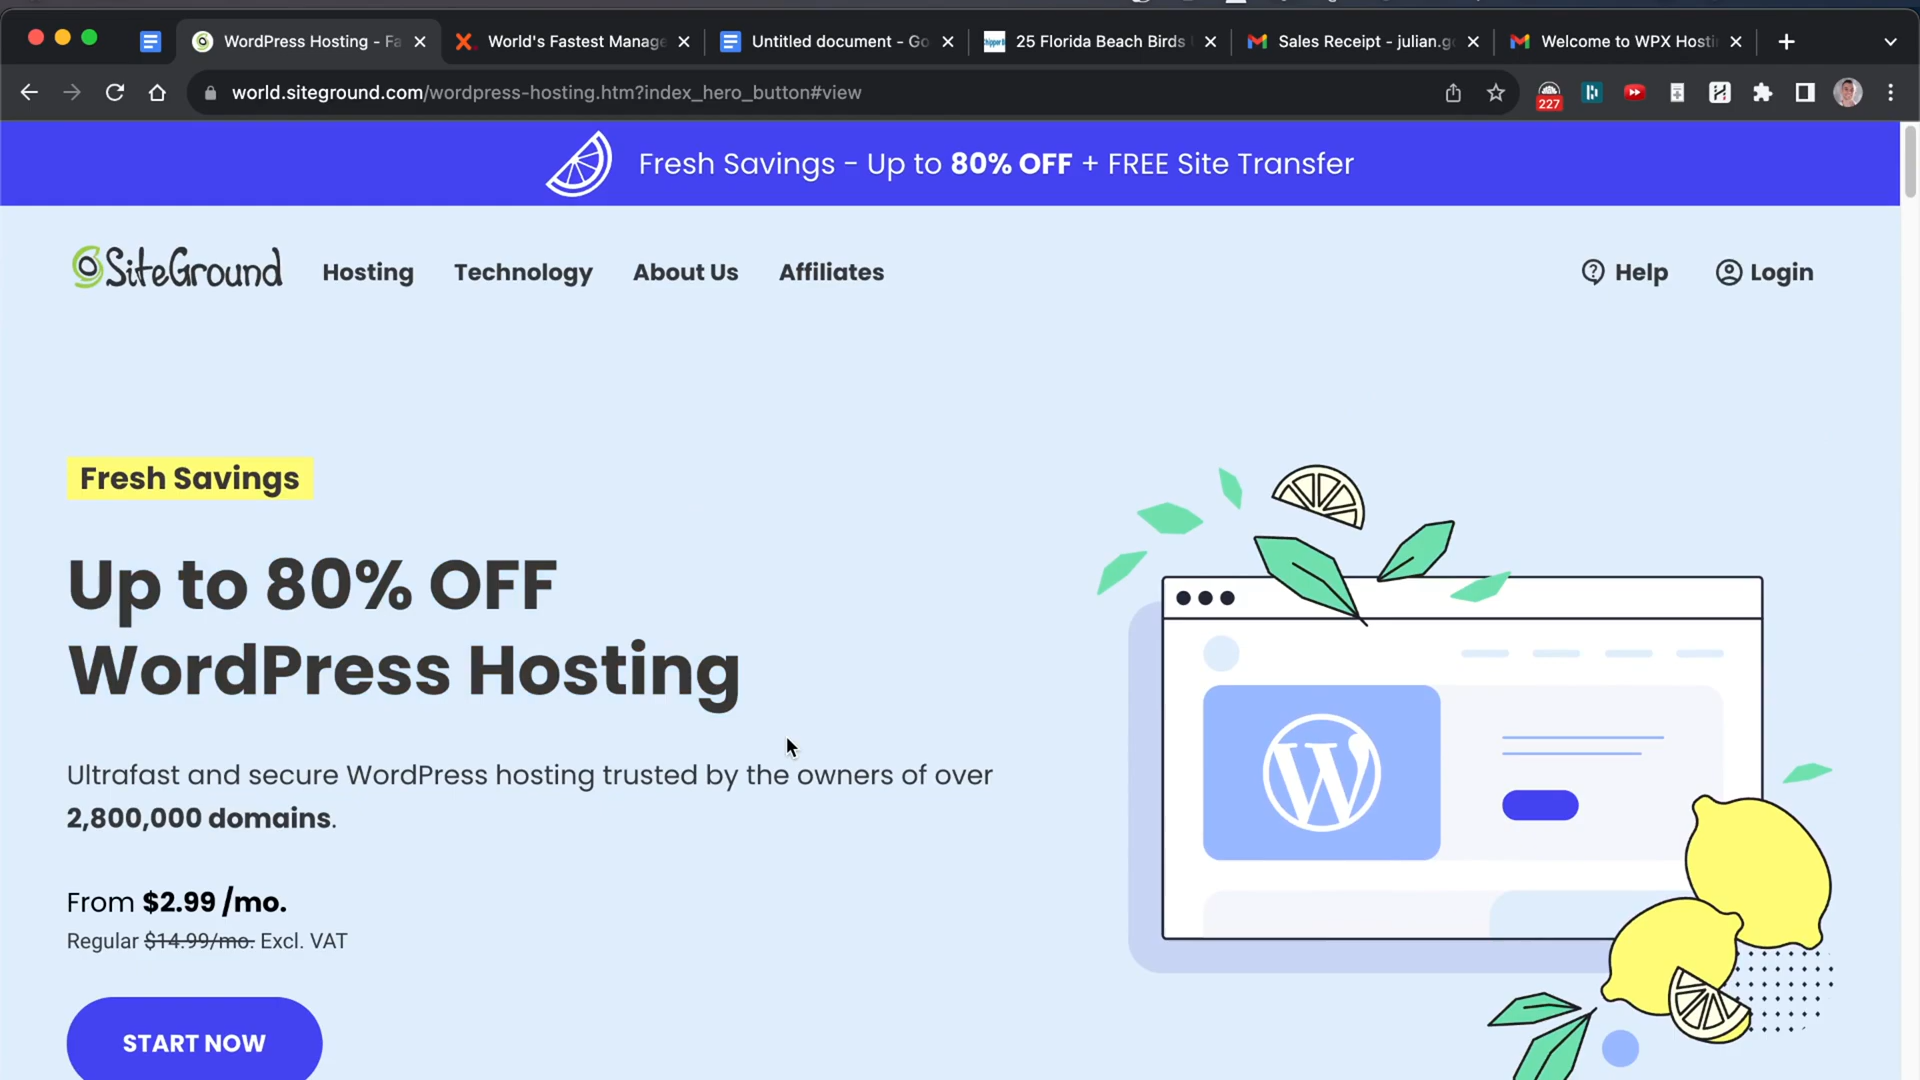 WordPress Hosting - Fa
World's Fastest Manage
Untitled document - Go
25 Florida Beach Birds
Sales Receipt - julian.g
Welcome to WPX Hosti
world.siteground.com/wordpress-hosting.htm?index_hero_button#view
227
Fresh Savings - Up to 80% OFF + FREE Site Transfer
SiteGround
Hosting
Technology
About Us
Affiliates
Help
Login
Fresh Savings
Up to 80% OFF
WordPress Hosting
Ultrafast and secure WordPress hosting trusted by the owners of over
2,800,000 domains.
From $2.99 /mo.
Regular $14.99/mo. Excl. VAT
START NOW